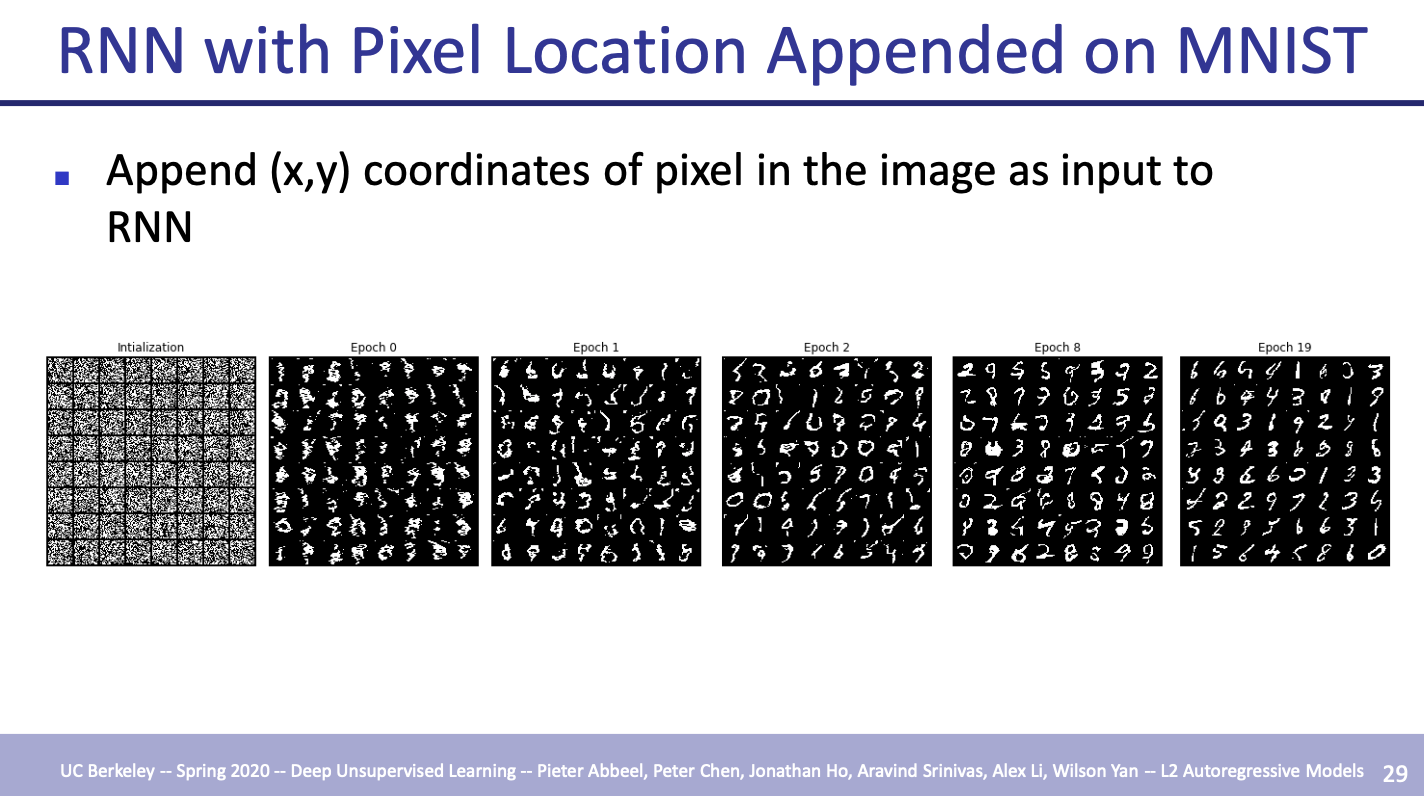 RNN with Pixel Location Appended on MNIST
Append (x,y) coordinates of pixel in the image as input to
RNN
Intialization
Epoch 0
Epoch 1
Epoch 2
Epoch 8
Epoch 19
UC Berkeley -- Spring 2020 -- Deep Unsupervised Learning -- Pieter Abbeel, Peter Chen, Jonathan Ho, Aravind Srinivas, Alex Li, Wilson Yan -- L2 Autoregressive Models
29